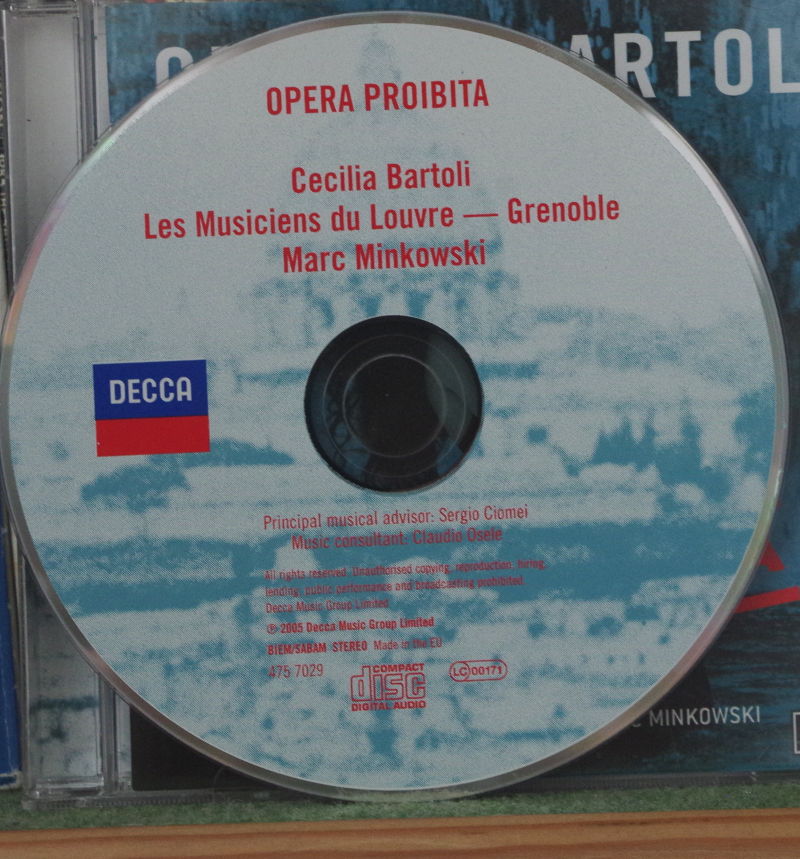 ARTOL
OPERA PROIBITA
Cecilia Bartoli
Les Musiciens du Louvre — Grenoble
Marc Minkowski
DECCA
Principal musical advisor: Sergio Ciomei
Music consultant: Claudio Osele
All rights reserved. Unauthorised copying, reproduction, hiring,
lending, public performance and broadcasting prohibited.
Decca Music Group Limited
℗ 2005 Decca Music Group Limited
BIEM/SABAM STEREO Made in the EU
475 7029
COMPACT
disc
DIGITAL AUDIO
LC 00171
MINKOWSKI